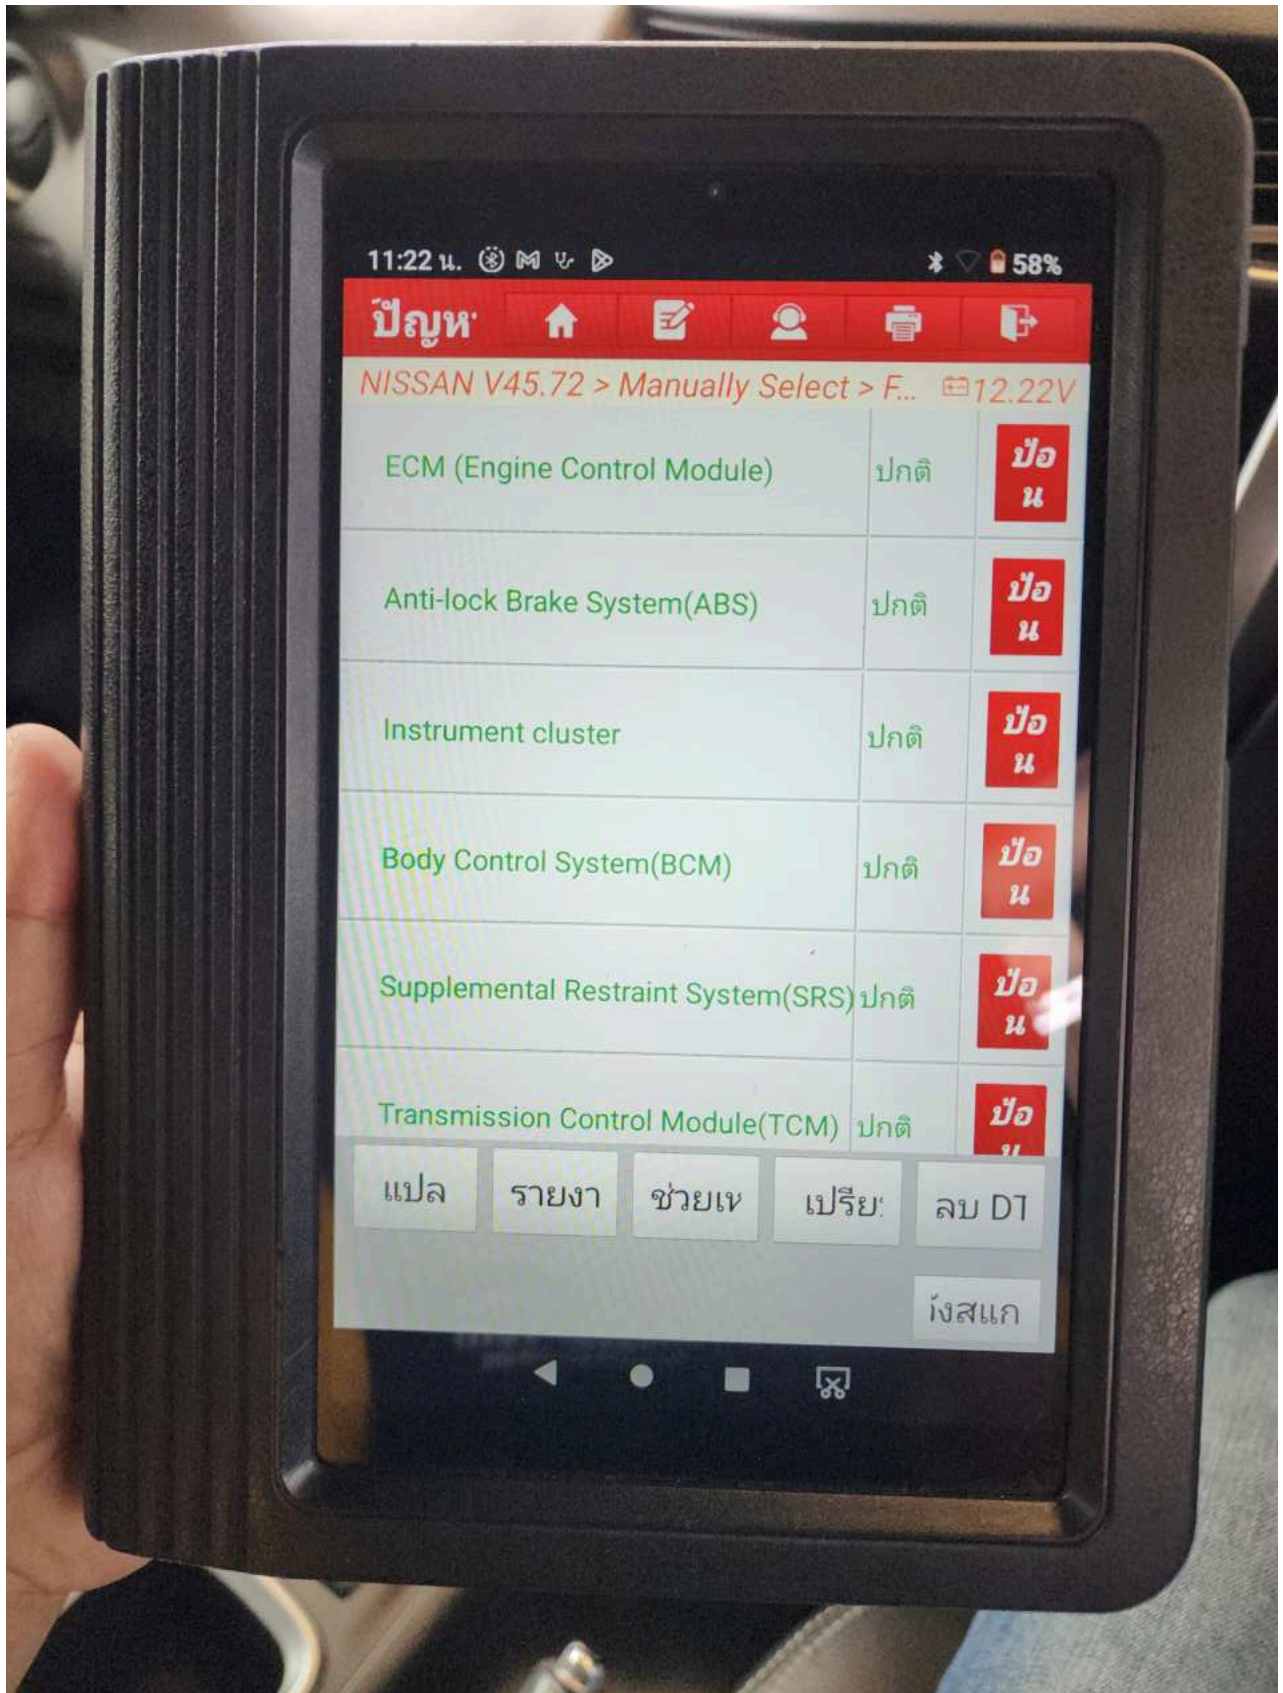 11:22 น. 58%
ปัญห
NISSAN V45.72 > Manually Select > F... 12.22V
ECM (Engine Control Module) ปกติ ป้อ
น
Anti-lock Brake System(ABS) ปกติ ป้อ
น
Instrument cluster ปกติ ป้อ
น
Body Control System(BCM) ปกติ ป้อ
น
Supplemental Restraint System(SRS) ปกติ ป้อ
น
Transmission Control Module(TCM) ปกติ ป้อ
น
แปล รายงา ช่วยเห เปรีย ลบ DT
ังสแก